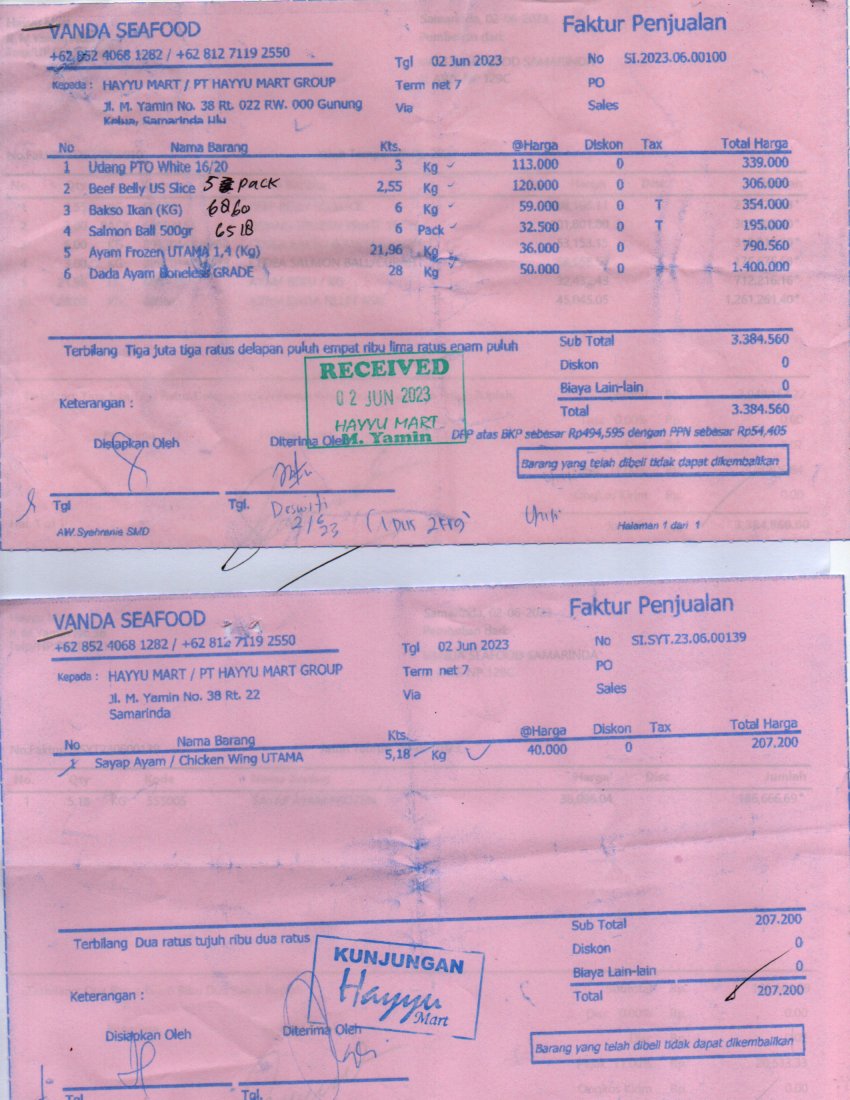 VANDA SEAFOOD Faktur Penjualan
+62 852 4068 1282 / +62 812 7119 2550
Tgl 02 Jun 2023 No SI.2023.06.00100
Kepada : HAYYU MART / PT HAYYU MART GROUP Term net 7 PO
Jl. M. Yamin No. 38 Rt. 022 RW. 000 Gunung Via Sales
Kelua, Samarinda Ulu
No Nama Barang Kts. @Harga Diskon Tax Total Harga
1 Udang PTO White 16/20 3 Kg 113.000 0 339.000
2 Beef Belly US Slice 5 pack 2,55 Kg 120.000 0 306.000
3 Bakso Ikan (KG) 6860 6 Kg 59.000 0 T 354.000
4 Salmon Ball 500gr 6518 6 Pack 32.500 0 T 195.000
5 Ayam Frozen UTAMA 1,4 (Kg) 21,96 Kg 36.000 0 790.560
6 Dada Ayam Boneless GRADE 28 Kg 50.000 0 1.400.000
Terbilang Tiga juta tiga ratus delapan puluh empat ribu lima ratus enam puluh Sub Total 3.384.560
Diskon 0
Biaya Lain-lain 0
Total 3.384.560
RECEIVED
02 JUN 2023
HAYYU MART
M. Yamin
Keterangan :
Disiapkan Oleh Diterima Oleh DPP atas BKP sebesar Rp494,595 dengan PPN sebesar Rp54,405
Barang yang telah dibeli tidak dapat dikembalikan
Tgl Tgl.
AW.Syahranie SMD Halaman 1 dari 1
VANDA SEAFOOD Faktur Penjualan
+62 852 4068 1282 / +62 812 7119 2550
Tgl 02 Jun 2023 No SI.SYT.23.06.00139
Kepada : HAYYU MART / PT HAYYU MART GROUP Term net 7 PO
Jl. M. Yamin No. 38 Rt. 22 Via Sales
Samarinda
No Nama Barang Kts. @Harga Diskon Tax Total Harga
1 Sayap Ayam / Chicken Wing UTAMA 5,18 Kg 40.000 0 207.200
Terbilang Dua ratus tujuh ribu dua ratus Sub Total 207.200
Diskon 0
Biaya Lain-lain 0
Total 207.200
KUNJUNGAN
Hayyu
Mart
Keterangan :
Disiapkan Oleh Diterima Oleh
Barang yang telah dibeli tidak dapat dikembalikan
Tgl. Tgl.